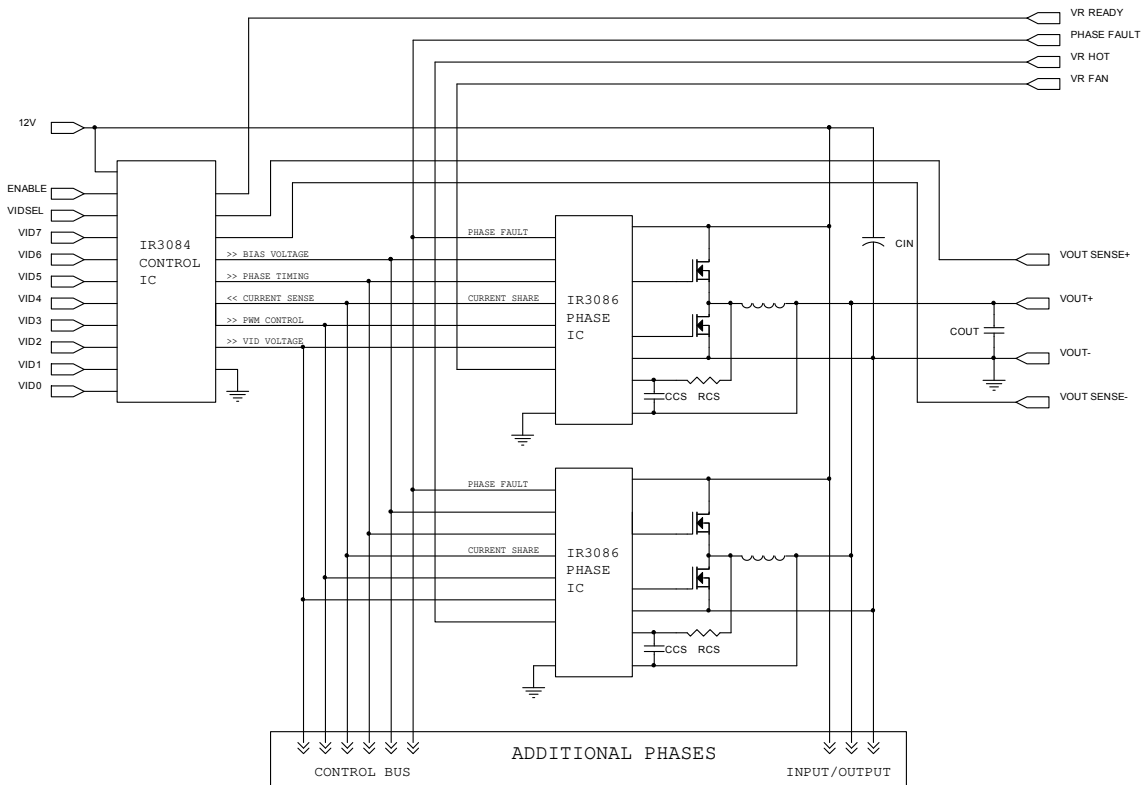 VR READY
PHASE FAULT
VR HOT
VR FAN
12V
ENABLE
VIDSEL
VID7
VID6
VID5
VID4
VID3
VID2
VID1
VID0
IR3084
CONTROL
IC
>> BIAS VOLTAGE
>> PHASE TIMING
<< CURRENT SENSE
>> PWM CONTROL
>> VID VOLTAGE
PHASE FAULT
CURRENT SHARE
IR3086
PHASE
IC
CCS RCS
CIN
COUT
VOUT SENSE+
VOUT+
VOUT-
VOUT SENSE-
PHASE FAULT
CURRENT SHARE
IR3086
PHASE
IC
CCS RCS
ADDITIONAL PHASES
CONTROL BUS
INPUT/OUTPUT